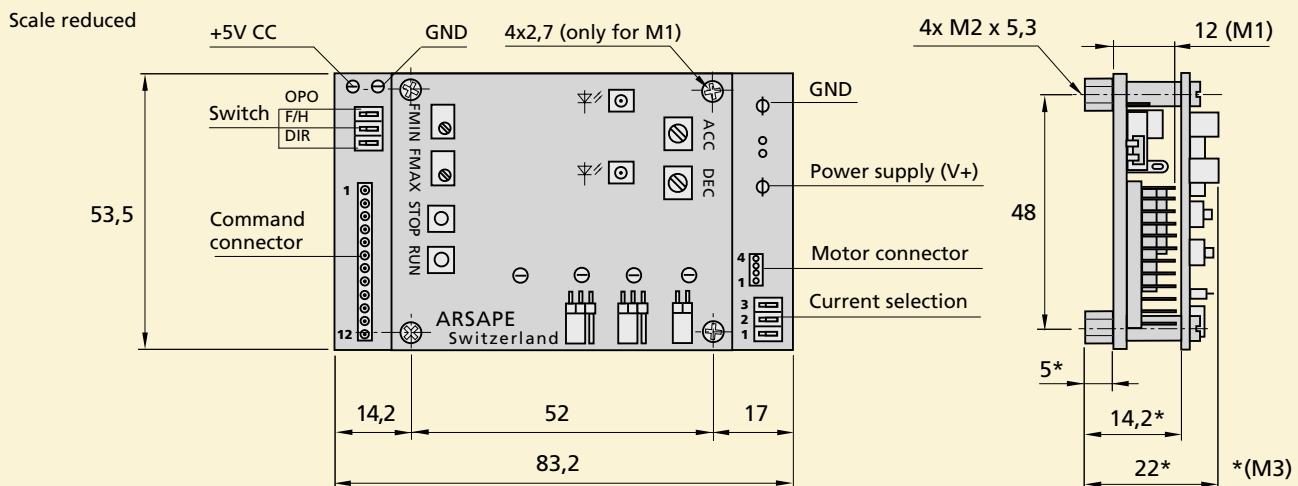 Scale reduced
+5V CC
GND
4x2,7 (only for M1)
4x M2 x 5,3
12 (M1)
OPO
F/H
DIR
Switch
FMIN
FMAX
STOP
RUN
ACC
DEC
GND
Power supply (V+)
1
53,5
Command
connector
12
48
4
1
Motor connector
3
2
1
Current selection
ARSAPE
Switzerland
5*
14,2
52
17
14,2*
83,2
22*
*(M3)